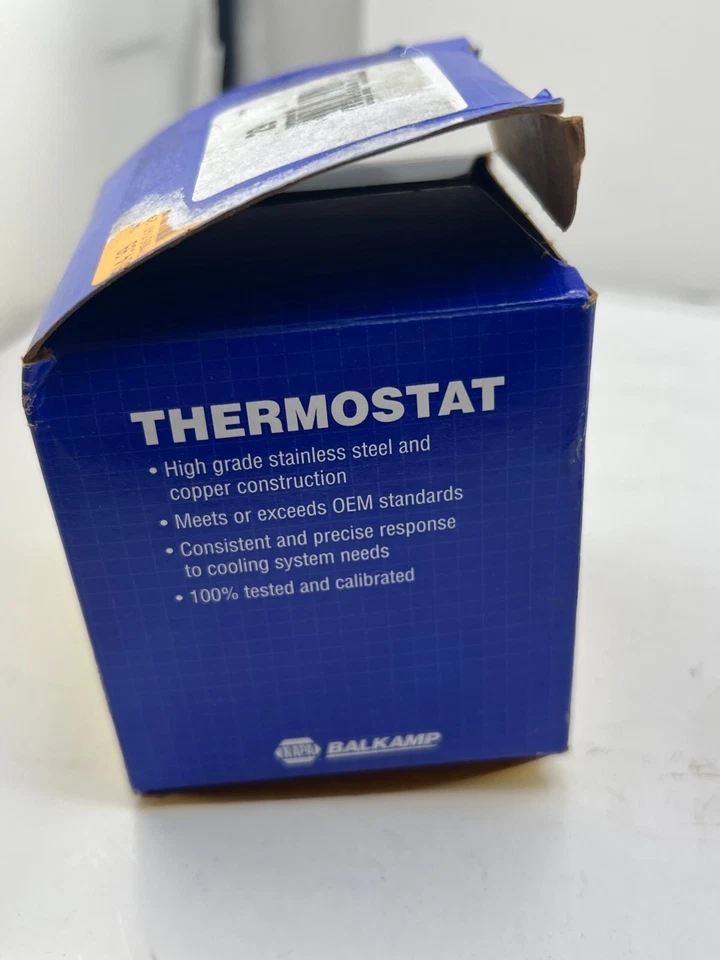 THERMOSTAT
• High grade stainless steel and
copper construction
• Meets or exceeds OEM standards
• Consistent and precise response
to cooling system needs
• 100% tested and calibrated
NAPA BALKAMP